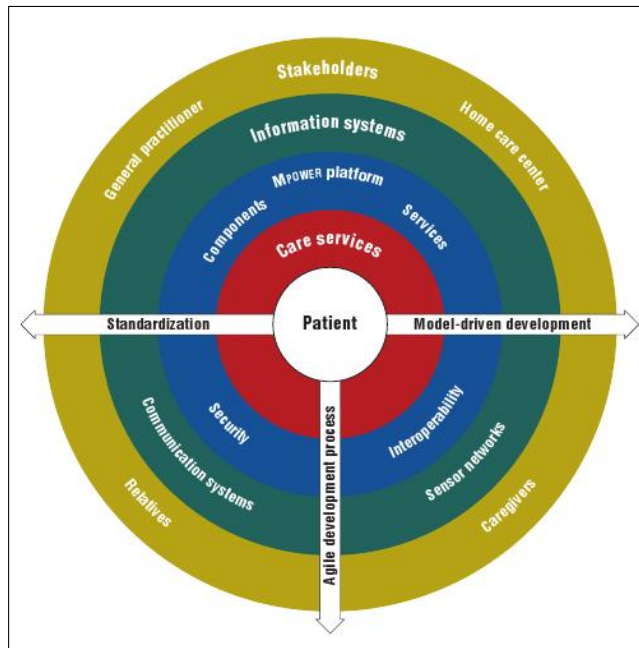 Stakeholders
General practitioner
Home care center
Information systems
MPOWER platform
Components
Services
Care services
Standardization
Patient
Model-driven development
Security
Interoperability
Communication systems
Sensor networks
Relatives
Caregivers
Agile development process